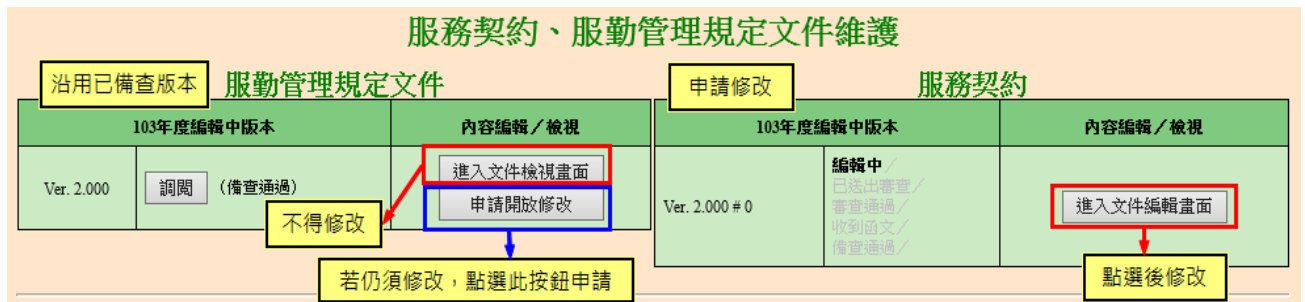 服務契約、服勤管理規定文件維護
沿用已備查版本
服勤管理規定文件
103年度編輯中版本
內容編輯／檢視
Ver. 2.000
調閱
（備查通過）
進入文件檢視畫面
申請開放修改
不得修改
若仍須修改，點選此按鈕申請
申請修改
服務契約
103年度編輯中版本
內容編輯／檢視
Ver. 2.000 # 0
編輯中／
已送出審查／
審查通過／
收到函文／
備查通過／
進入文件編輯畫面
點選後修改